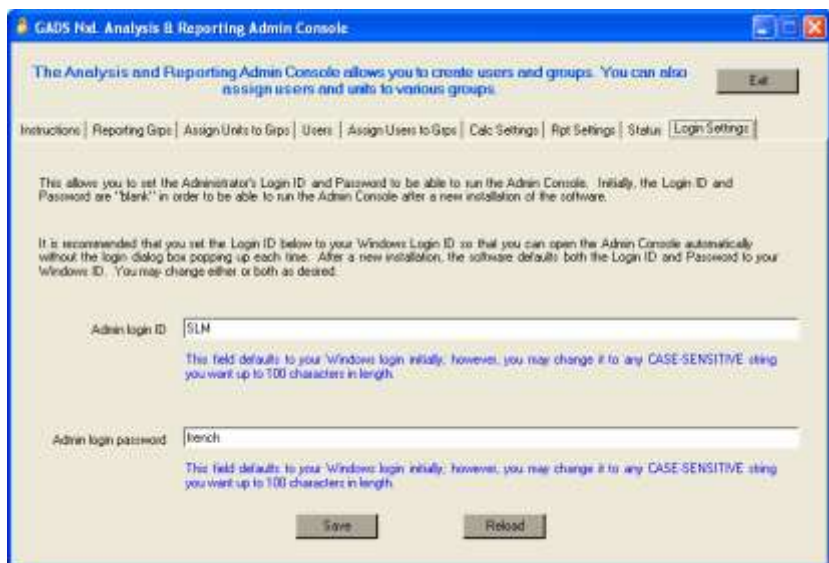 GADS NxL Analysis & Reporting Admin Console
The Analysis and Reporting Admin Console allows you to create users and groups. You can also
assign users and units to various groups.
Exit
Instructions Reporting Grps Assign Units to Grps Users Assign Users to Grps Calc Settings Rpt Settings Status Login Settings
This allows you to set the Administrator's Login ID and Password to be able to run the Admin Console. Initially, the Login ID and
Password are "blank" in order to be able to run the Admin Console after a new installation of the software.
It is recommended that you set the Login ID below to your Windows Login ID so that you can open the Admin Console automatically
without the login dialog box popping up each time. After a new installation, the software defaults both the Login ID and Password to your
Windows ID. You may change either or both as desired.
Admin login ID SLM
This field defaults to your Windows login initially; however, you may change it to any CASE-SENSITIVE string
you want up to 100 characters in length.
Admin login password
This field defaults to your Windows login initially; however, you may change it to any CASE-SENSITIVE string
you want up to 100 characters in length.
Save Reload